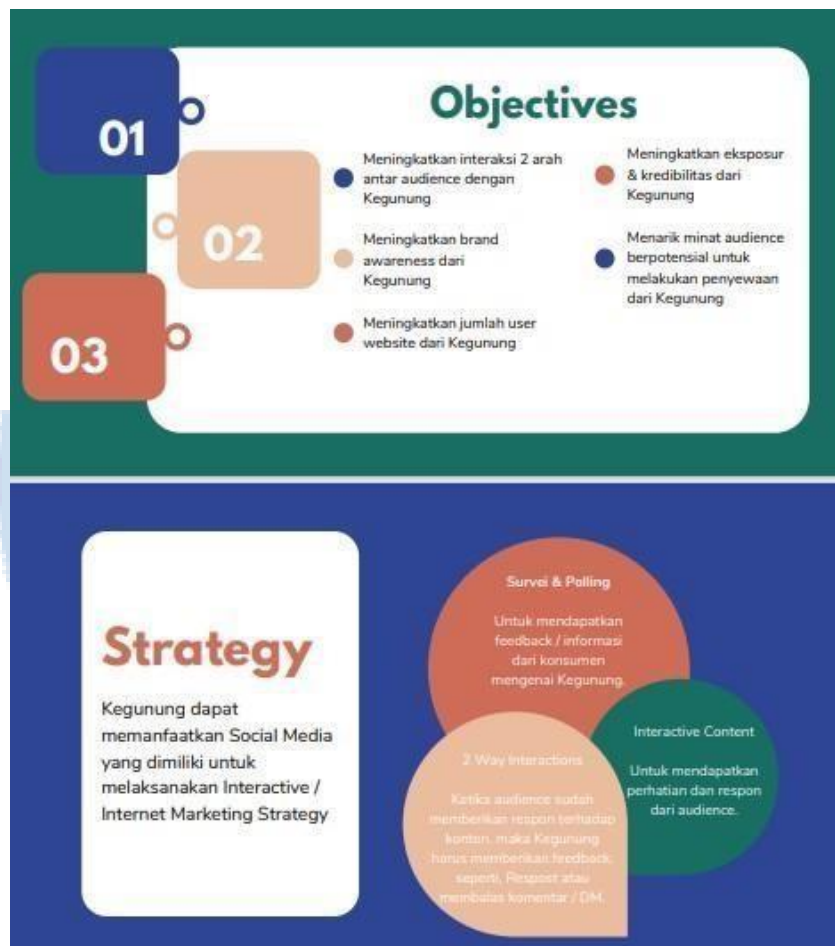 Objectives
01
02
03
Meningkatkan interaksi 2 arah
antar audience dengan
Kegunung
Meningkatkan brand
awareness dari
Kegunung
Meningkatkan jumlah user
website dari Kegunung
Meningkatkan eksposur
& kredibilitas dari
Kegunung
Menarik minat audience
berpotensial untuk
melakukan penyewaan
dari Kegunung
Strategy
Kegunung dapat
memanfaatkan Social Media
yang dimiliki untuk
melaksanakan Interactive /
Internet Marketing Strategy
Survei & Polling
Untuk mendapatkan
feedback / informasi
dari konsumen
mengenai Kegunung.
Interactive Content
Untuk mendapatkan
perhatian dan respon
dari audience.
2 Way Interactions
Ketika audience sudah
memberikan respon terhadap
konten, maka Kegunung
harus memberikan feedback,
seperti, Respost atau
membalas komentar / DM.